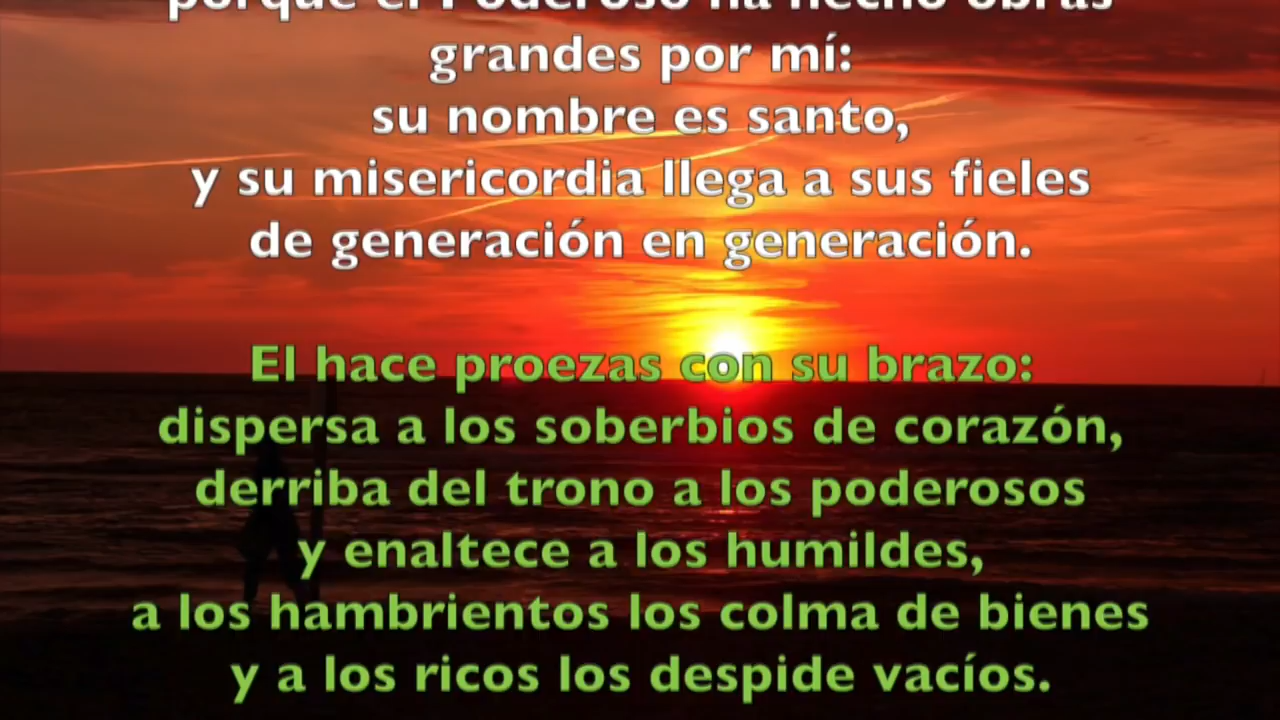 porque el Poderoso ha hecho obras
grandes por mí:
su nombre es santo,
y su misericordia llega a sus fieles
de generación en generación.
El hace proezas con su brazo:
dispersa a los soberbios de corazón,
derriba del trono a los poderosos
y enaltece a los humildes,
a los hambrientos los colma de bienes
y a los ricos los despide vacíos.